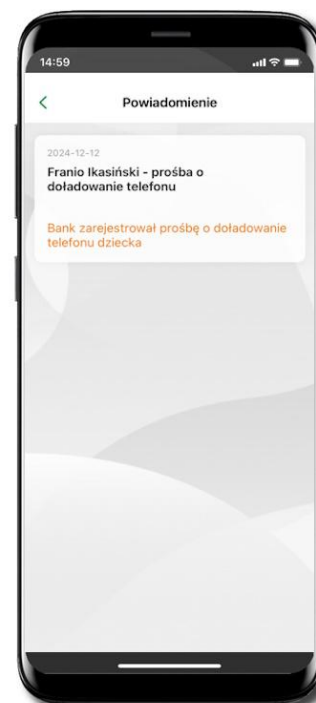 14:59
Powiadomienie
2024-12-12
Franio Ikasiński - prośba o
doładowanie telefonu
Bank zarejestrował prośbę o doładowanie
telefonu dziecka